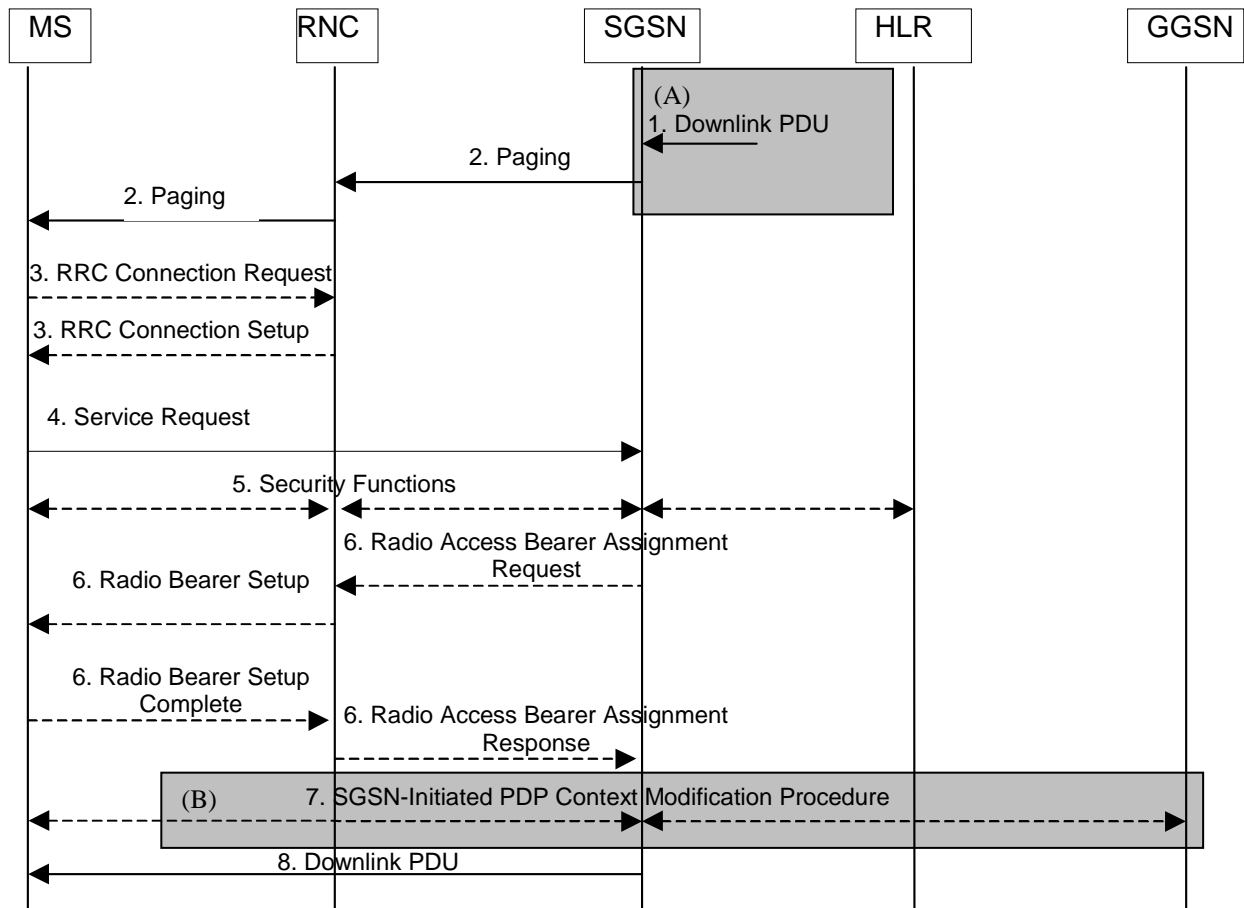 MS
RNC
SGSN
HLR
GGSN
(A)
1. Downlink PDU
2. Paging
2. Paging
3. RRC Connection Request
3. RRC Connection Setup
4. Service Request
5. Security Functions
6. Radio Access Bearer Assignment
Request
6. Radio Bearer Setup
6. Radio Bearer Setup
Complete
6. Radio Access Bearer Assignment
Response
(B)
7. SGSN-Initiated PDP Context Modification Procedure
8. Downlink PDU